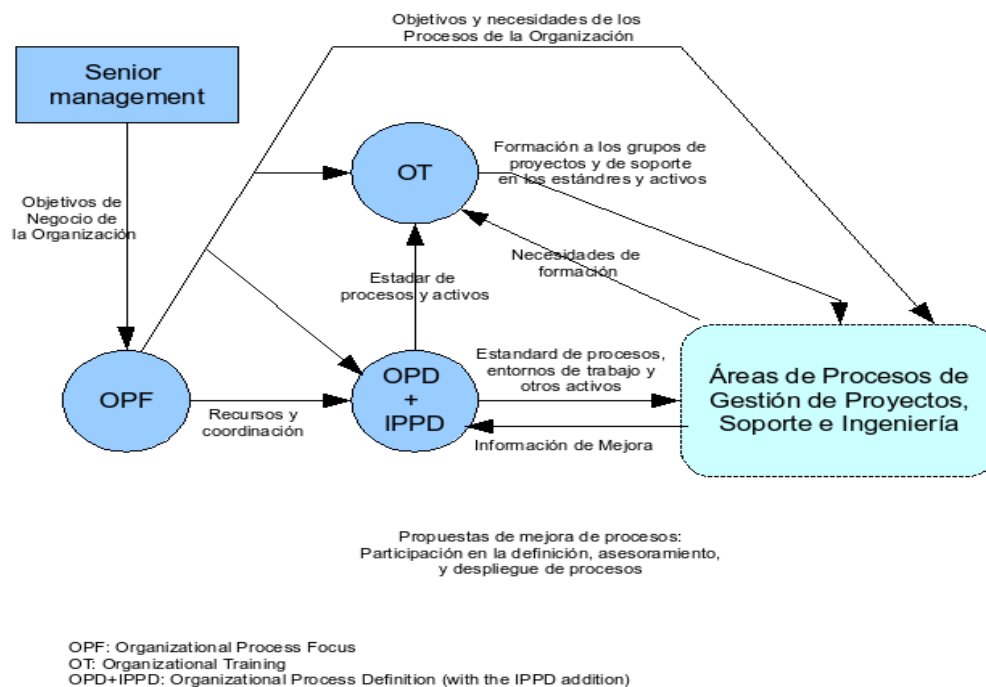 Objetivos y necesidades de los
Procesos de la Organización
Senior
management
Formación a los grupos de
proyectos y de soporte
en los estándres y activos
OT
Objetivos de
Negocio de
la Organización
Necesidades de
formación
Estadar de
procesos y activos
OPF
Recursos y
coordinación
OPD
+
IPPD
Estandard de procesos,
entornos de trabajo y
otros activos
Información de Mejora
Áreas de Procesos de
Gestión de Proyectos,
Soporte e Ingeniería
Propuestas de mejora de procesos:
Participación en la definición, asesoramiento,
y despliegue de procesos
OPF: Organizational Process Focus
OT: Organizational Training
OPD+IPPD: Organizational Process Definition (with the IPPD addition)